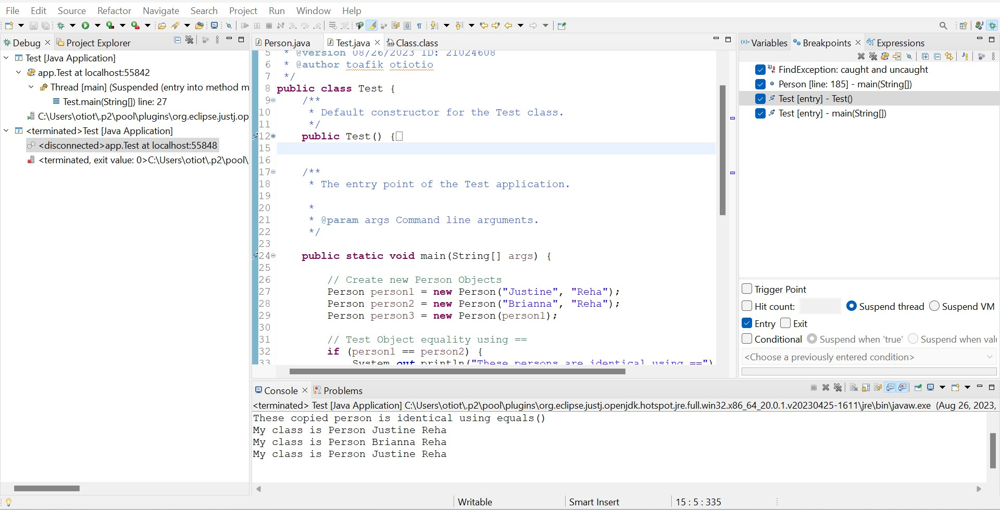 File Edit Source Refactor Navigate Search Project Run Window Help
Debug Project Explorer
Test [Java Application]
app.Test at localhost:55842
Thread [main] (Suspended (entry into method m
Test.main(String[]) line: 27
C:\Users\otiot\.p2\pool\plugins\org.eclipse.justj.op
<terminated>Test [Java Application]
<disconnected>app.Test at localhost:55848
<terminated, exit value: 0>C:\Users\otiot\.p2\pool\
Person.java Test.java Class.class
5 * @version 08/26/2023 ID: 21024608
6 * @author toafik otiotio
7 */
8 public class Test {
9 /**
10 * Default constructor for the Test class.
11 */
12 public Test() {
15
16
17 /**
18 * The entry point of the Test application.
19
20 *
21 * @param args Command line arguments.
22 */
23
24 public static void main(String[] args) {
25
26 // Create new Person Objects
27 Person person1 = new Person("Justine", "Reha");
28 Person person2 = new Person("Brianna", "Reha");
29 Person person3 = new Person(person1);
30
31 // Test Object equality using ==
32 if (person1 == person2) {
33 System.out.println("These persons are identical using ==")
Variables Breakpoints Expressions
FindException: caught and uncaught
Person [line: 185] - main(String[])
Test [entry] - Test()
Test [entry] - main(String[])
Trigger Point
Hit count: Suspend thread Suspend VM
Entry Exit
Conditional Suspend when 'true' Suspend when valu
<Choose a previously entered condition>
Console Problems
<terminated> Test [Java Application] C:\Users\otiot\.p2\pool\plugins\org.eclipse.justj.openjdk.hotspot.jre.full.win32.x86_64_20.0.1.v20230425-1611\jre\bin\javaw.exe (Aug 26, 2023,
These copied person is identical using equals()
My class is Person Justine Reha
My class is Person Brianna Reha
My class is Person Justine Reha
Writable Smart Insert 15 : 5 : 335